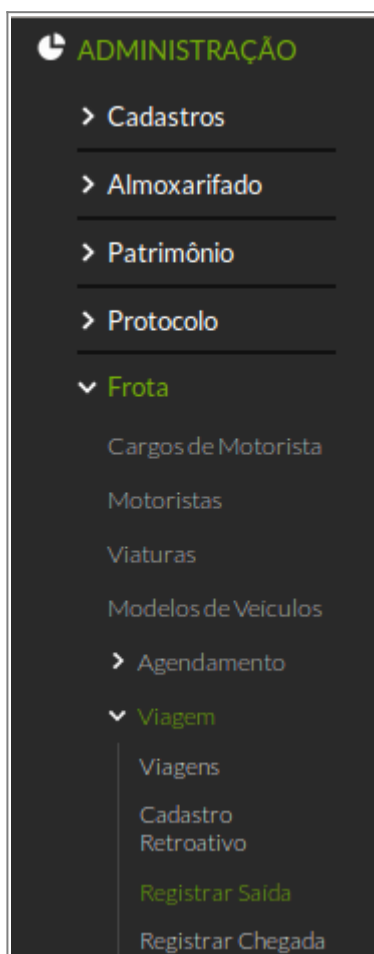 ADMINISTRAÇÃO
Cadastros
Almoxarifado
Patrimônio
Protocolo
Frota
Cargos de Motorista
Motoristas
Viaturas
Modelos de Veículos
Agendamento
Viagem
Viagens
Cadastro
Retroativo
Registrar Saída
Registrar Chegada